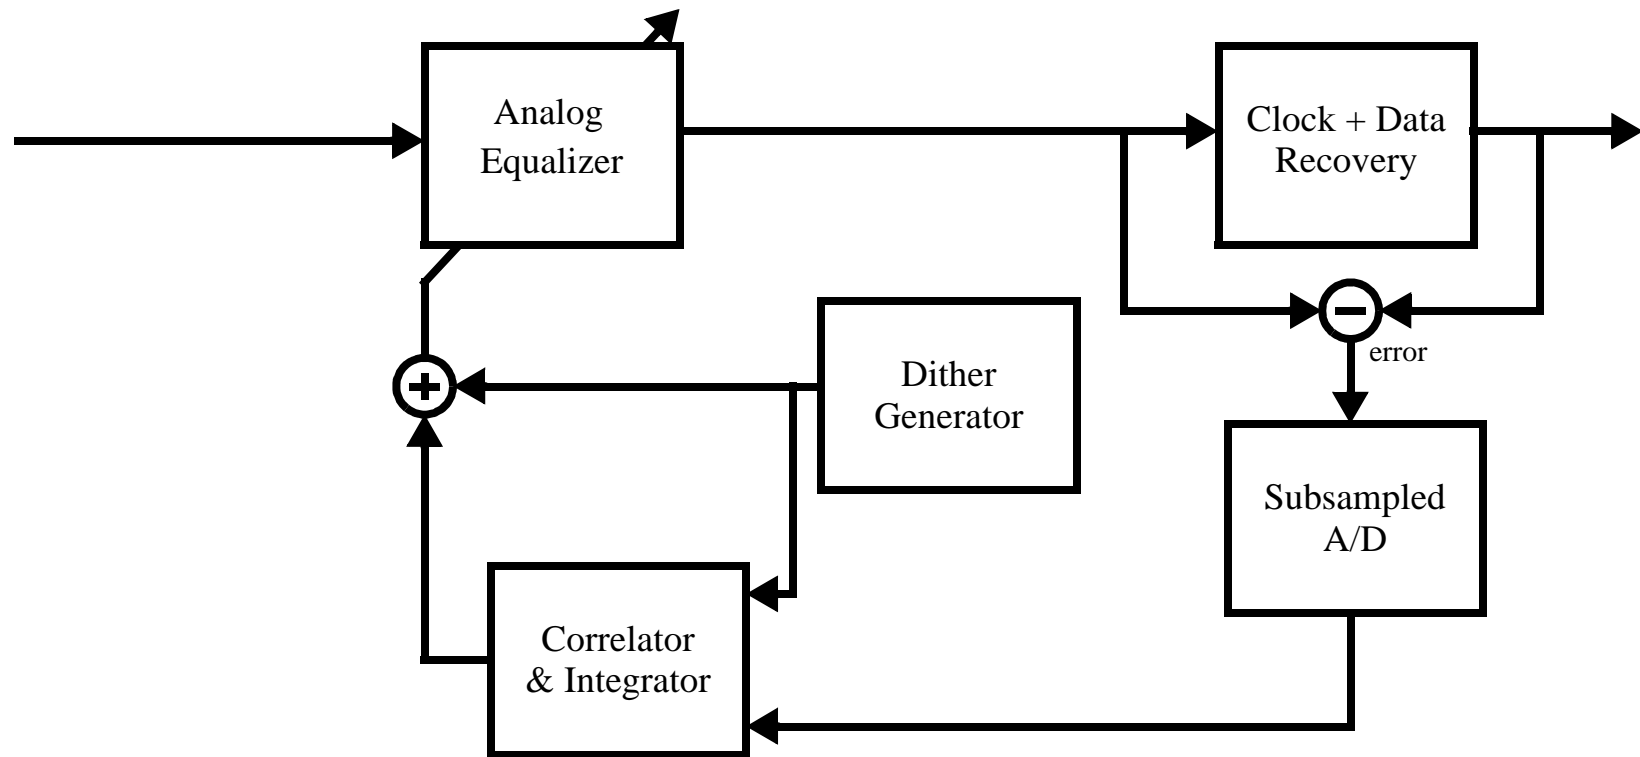 Analog
Equalizer
Clock + Data
Recovery
error
Dither
Generator
Subsampled
A/D
Correlator
& Integrator